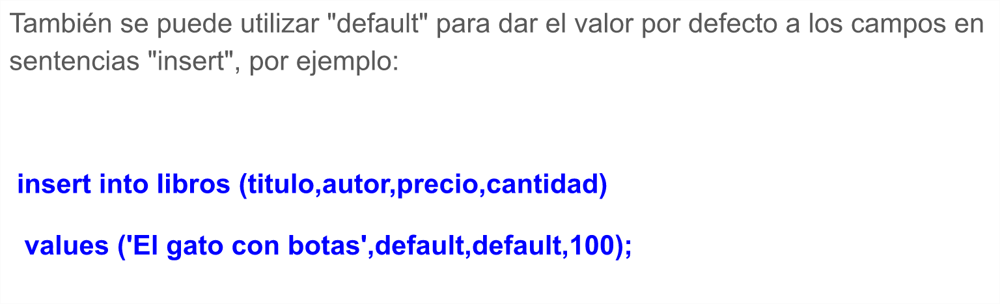 También se puede utilizar "default" para dar el valor por defecto a los campos en
sentencias "insert", por ejemplo:
insert into libros (titulo,autor,precio,cantidad)
values ('El gato con botas',default,default,100);